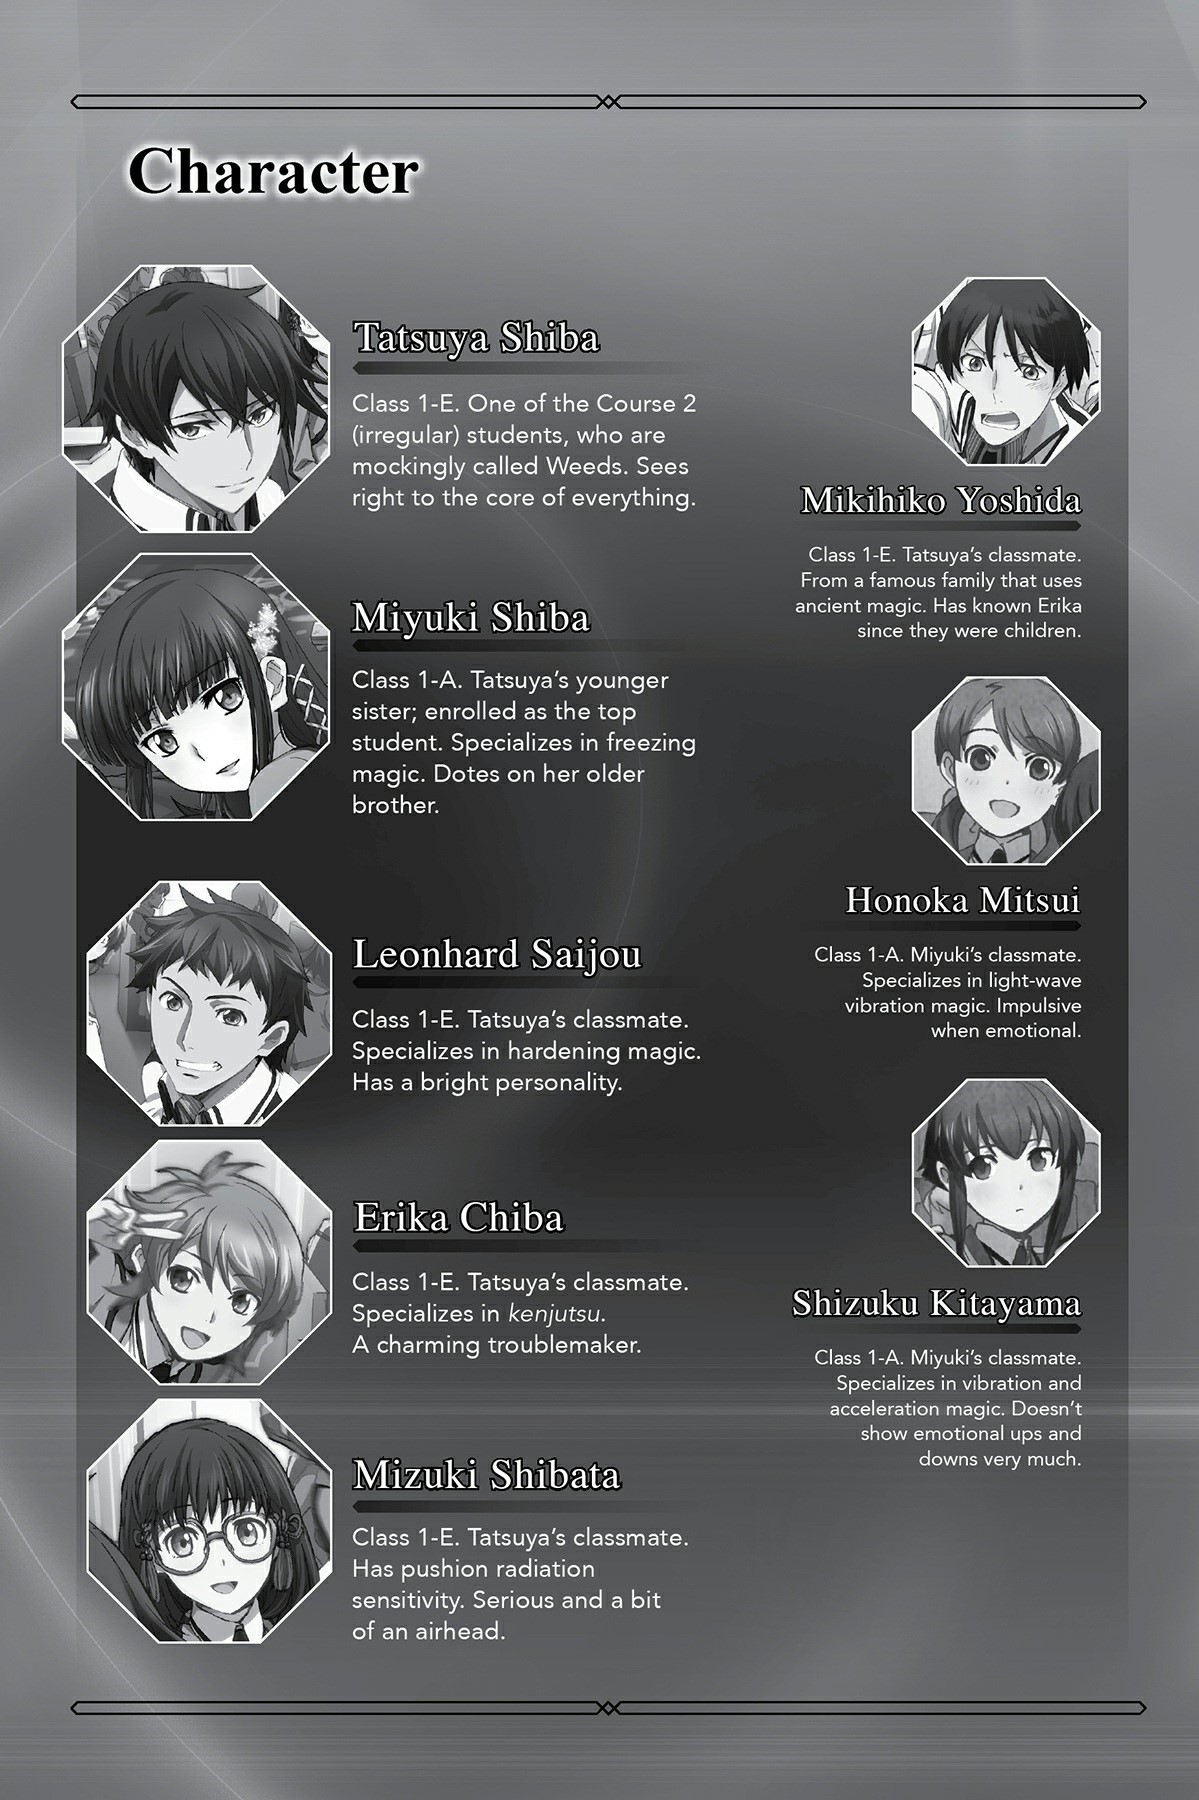 Character
Tatsuya Shiba
Class 1-E. One of the Course 2
(irregular) students, who are
mockingly called Weeds. Sees
right to the core of everything.
Miyuki Shiba
Class 1-A. Tatsuya’s younger
sister; enrolled as the top
student. Specializes in freezing
magic. Dotes on her older
brother.
Leonhard Saijou
Class 1-E. Tatsuya’s classmate.
Specializes in hardening magic.
Has a bright personality.
Erika Chiba
Class 1-E. Tatsuya’s classmate.
Specializes in kenjutsu.
A charming troublemaker.
Mizuki Shibata
Class 1-E. Tatsuya’s classmate.
Has pushion radiation
sensitivity. Serious and a bit
of an airhead.
Mikihiko Yoshida
Class 1-E. Tatsuya’s classmate.
From a famous family that uses
ancient magic. Has known Erika
since they were children.
Honoka Mitsui
Class 1-A. Miyuki’s classmate.
Specializes in light-wave
vibration magic. Impulsive
when emotional.
Shizuku Kitayama
Class 1-A. Miyuki’s classmate.
Specializes in vibration and
acceleration magic. Doesn’t
show emotional ups and
downs very much.